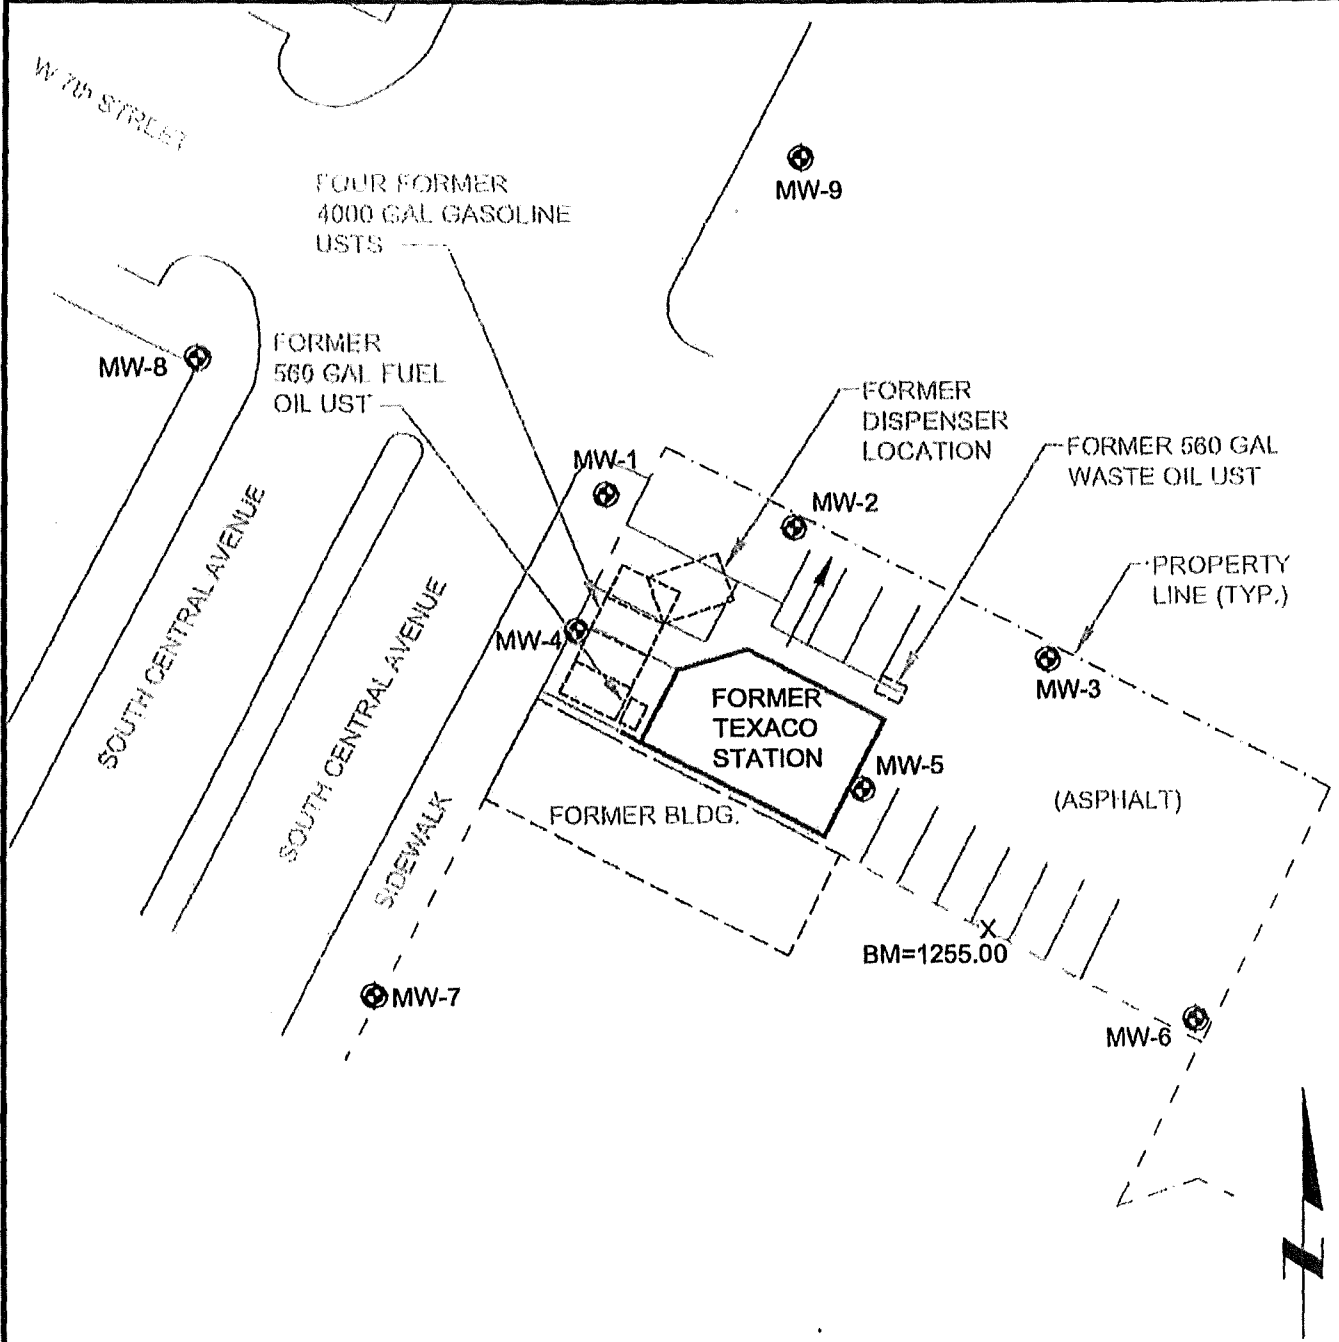 W 7th STREET
FOUR FORMER
4000 GAL GASOLINE
USTS
MW-9
FORMER
560 GAL FUEL
OIL UST
MW-8
FORMER
DISPENSER
LOCATION
FORMER 560 GAL
WASTE OIL UST
MW-1
MW-2
PROPERTY
LINE (TYP.)
MW-4
MW-3
SOUTH CENTRAL AVENUE
SOUTH CENTRAL AVENUE
SIDEWALK
FORMER
TEXACO
STATION
MW-5
FORMER BLDG.
(ASPHALT)
X
BM=1255.00
MW-7
MW-6
N